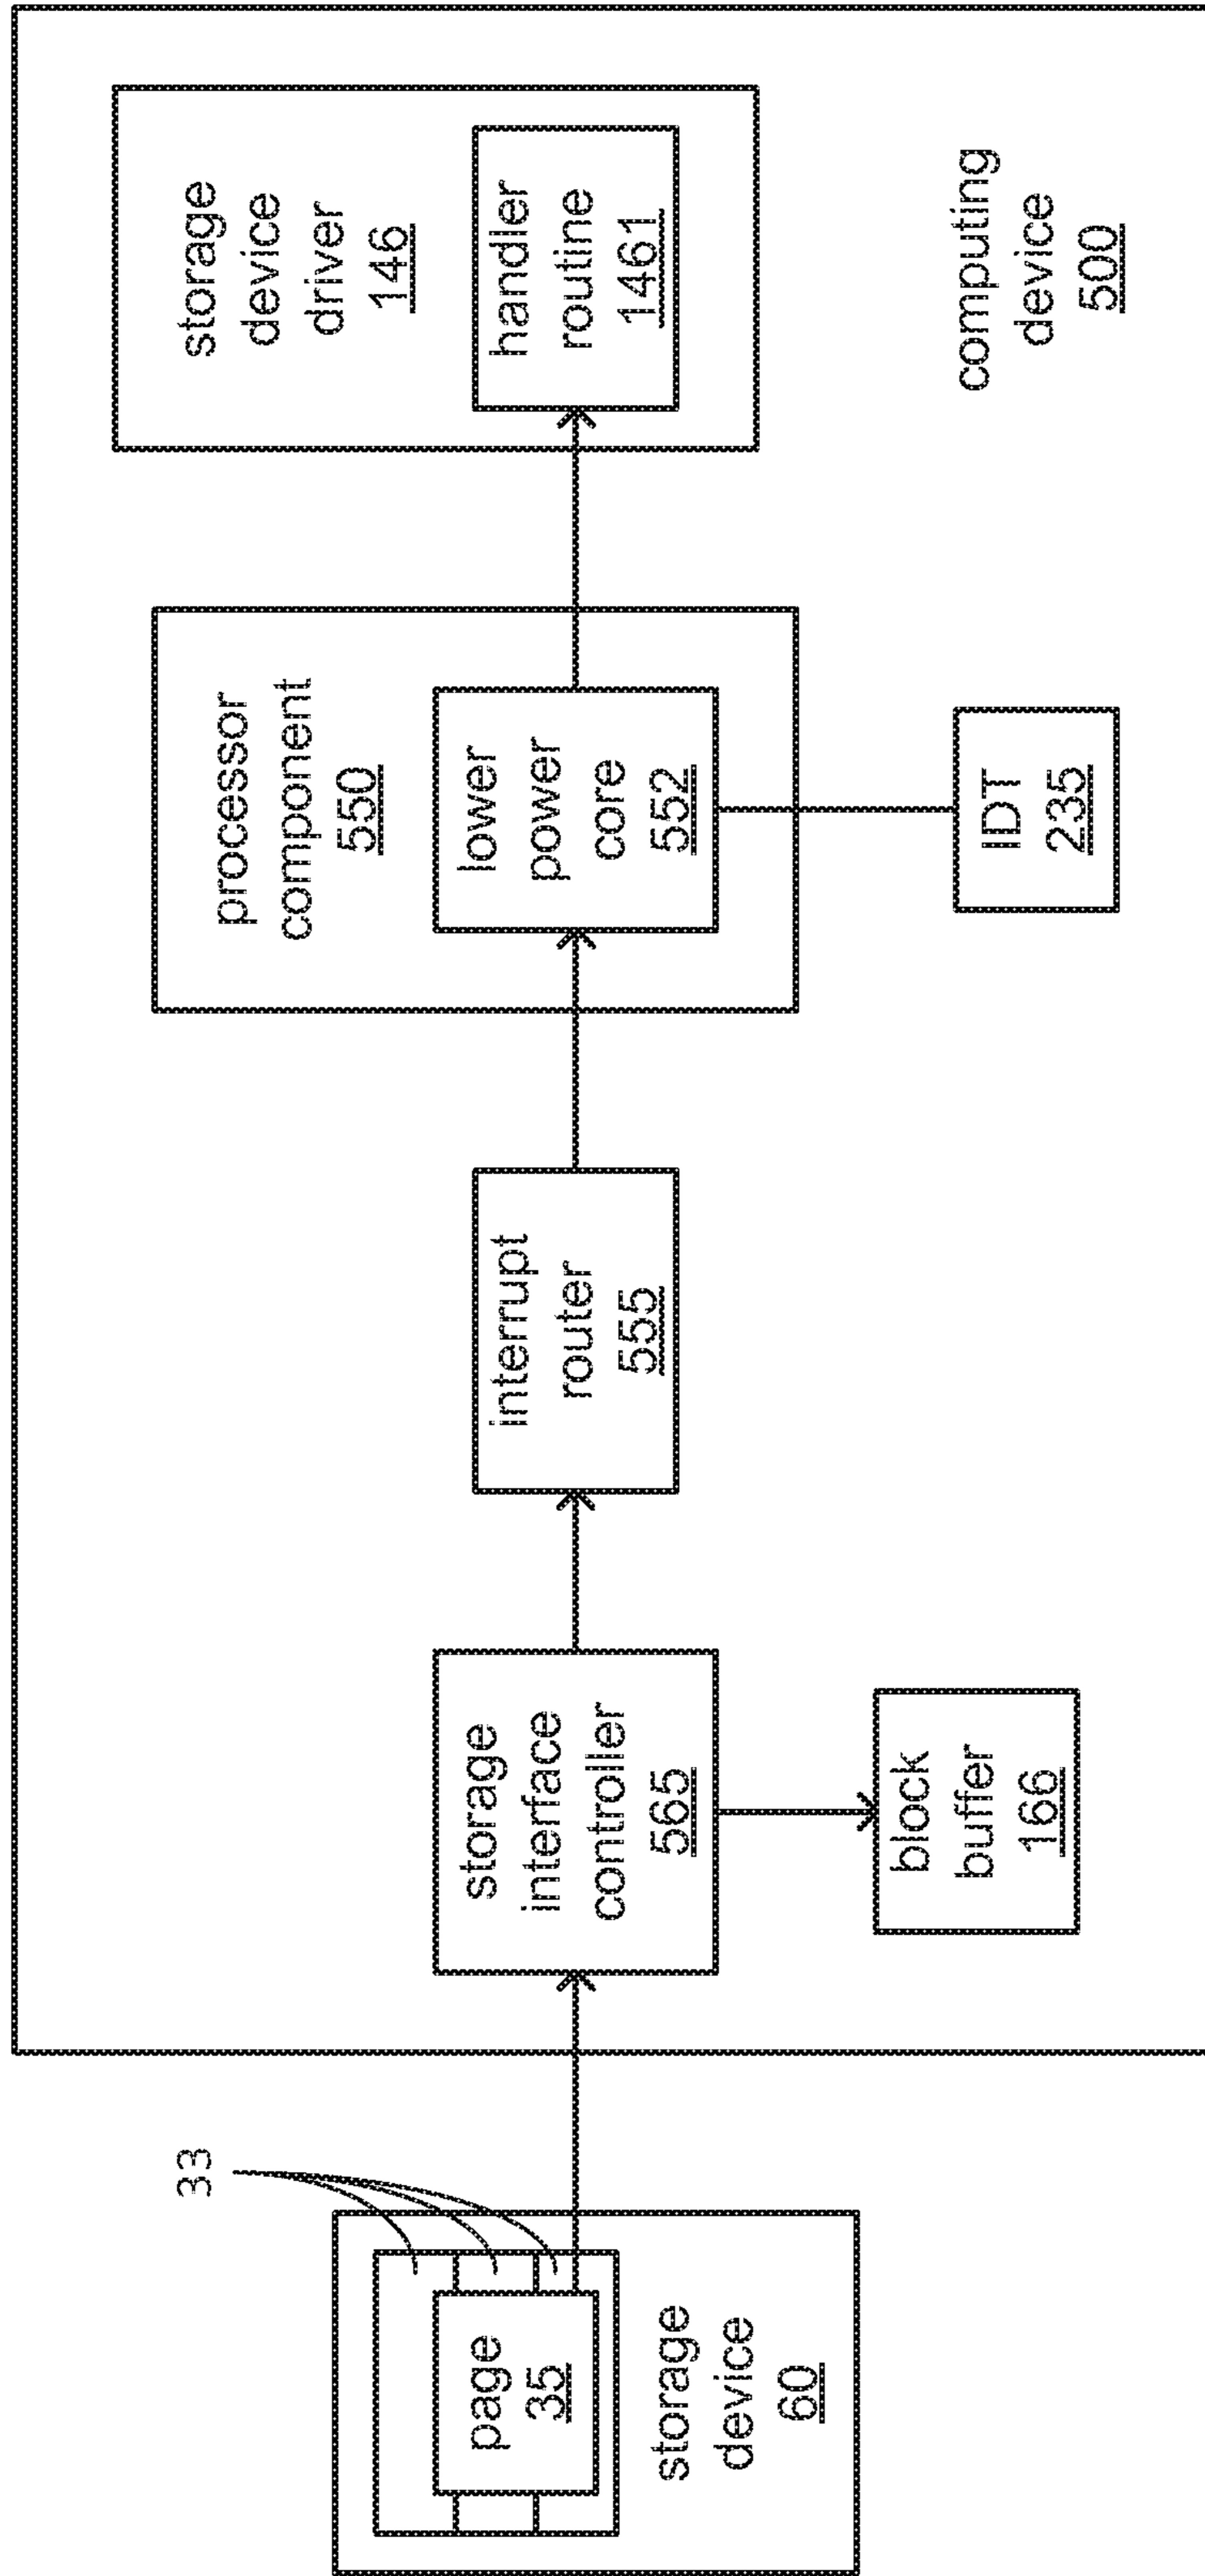 33
page
35
storage
device
60
storage
interface
controller
565
block
buffer
166
interrupt
router
555
processor
component
550
lower
power
core
552
IDT
235
storage
device
driver
146
handler
routine
1461
computing
device
500